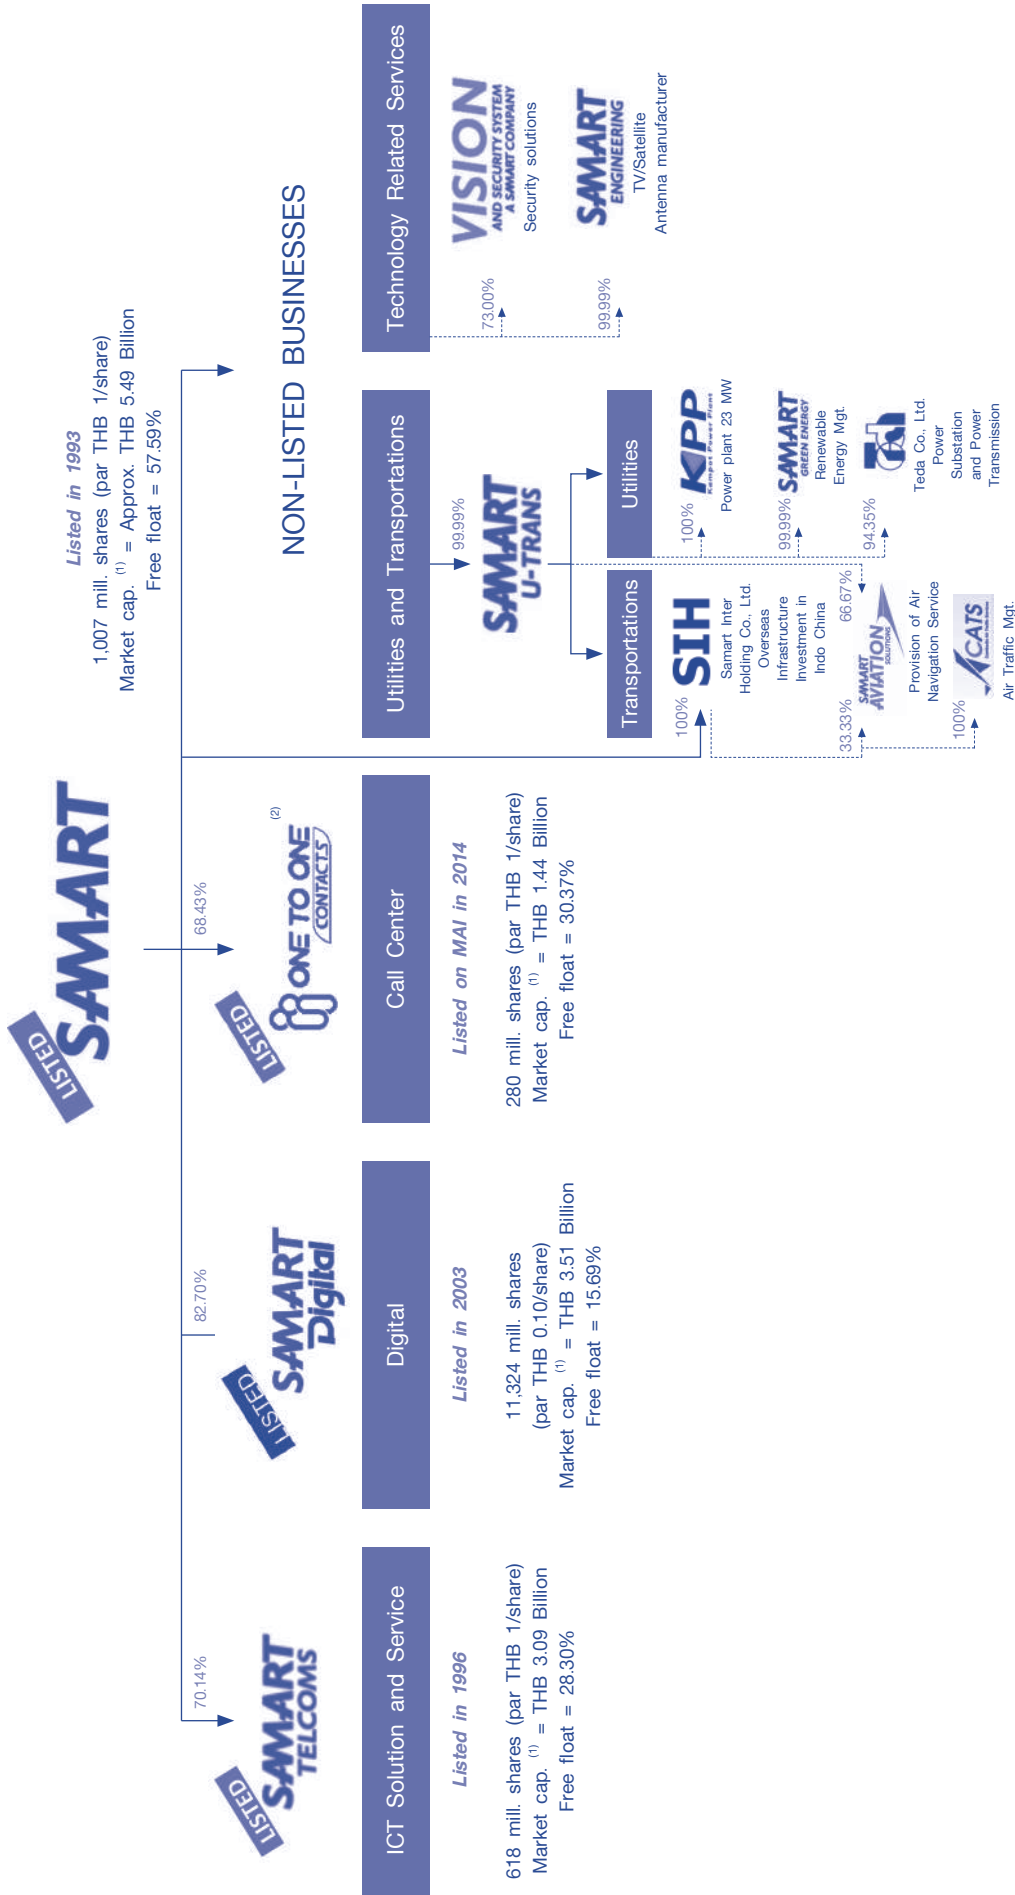 LISTED
SAMART
Listed in 1993
1,007 mill. shares (par THB 1/share)
Market cap. (1) = Approx. THB 5.49 Billion
Free float = 57.59%
70.14%
82.70%
68.43%
LISTED
SAMART
TELCOMS
LISTED
SAMART
Digital
LISTED
ONE TO ONE
CONTACTS
(2)
NON-LISTED BUSINESSES
ICT Solution and Service
Digital
Call Center
Utilities and Transportations
Technology Related Services
Listed in 1996
618 mill. shares (par THB 1/share)
Market cap. (1) = THB 3.09 Billion
Free float = 28.30%
Listed in 2003
11,324 mill. shares
(par THB 0.10/share)
Market cap. (1) = THB 3.51 Billion
Free float = 15.69%
Listed on MAI in 2014
280 mill. shares (par THB 1/share)
Market cap. (1) = THB 1.44 Billion
Free float = 30.37%
99.99%
SAMART
U-TRANS
Transportations
Utilities
100%
SIH
Samart Inter
Holding Co., Ltd.
Overseas
Infrastructure
Investment in
Indo China
33.33%
66.67%
SAMART
AVIATION
SOLUTIONS
Provision of Air
Navigation Service
100%
CATS
Air Traffic Mgt.
100%
KPP
Kampot Power Plant
Power plant 23 MW
99.99%
SAMART
GREEN ENERGY
Renewable
Energy Mgt.
94.35%
Teda Co., Ltd.
Power
Substation
and Power
Transmission
73.00%
VISION
AND SECURITY SYSTEM
A SAMART COMPANY
Security solutions
99.99%
SAMART
ENGINEERING
TV/Satellite
Antenna manufacturer